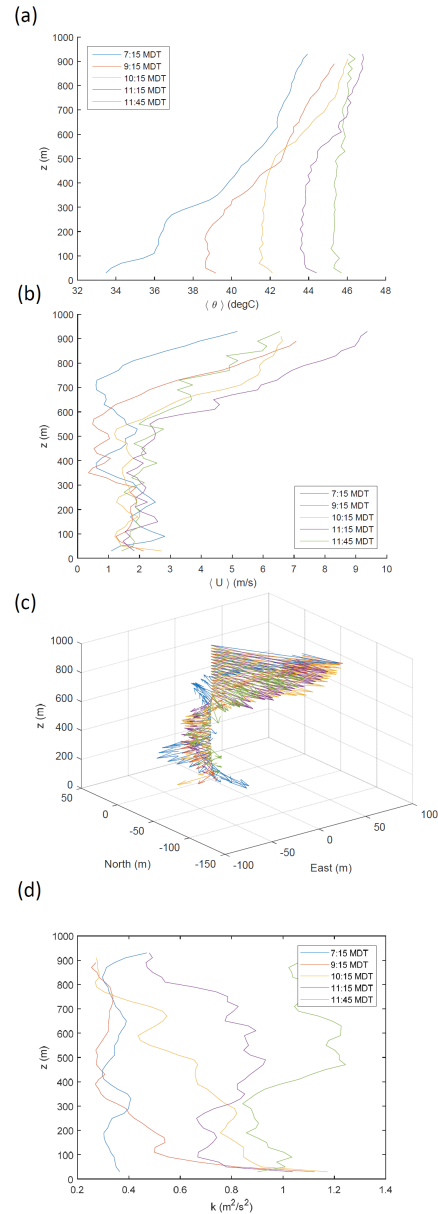 (a)
1000
900
800
700
600
500
400
300
200
100
0
z (m)
7:15 MDT
9:15 MDT
10:15 MDT
11:15 MDT
11:45 MDT
32 34 36 38 40 42 44 46 48
⟨ θ ⟩ (degC)
(b)
1000
900
800
700
600
500
400
300
200
100
0
z (m)
7:15 MDT
9:15 MDT
10:15 MDT
11:15 MDT
11:45 MDT
0 1 2 3 4 5 6 7 8 9 10
⟨ U ⟩ (m/s)
(c)
1000
800
600
400
200
0
z (m)
50
0
-50
-100
-150
North (m)
-100
-50
0
50
100
East (m)
(d)
1000
900
800
700
600
500
400
300
200
100
0
z (m)
7:15 MDT
9:15 MDT
10:15 MDT
11:15 MDT
11:45 MDT
0.2 0.4 0.6 0.8 1 1.2 1.4
k (m²/s²)